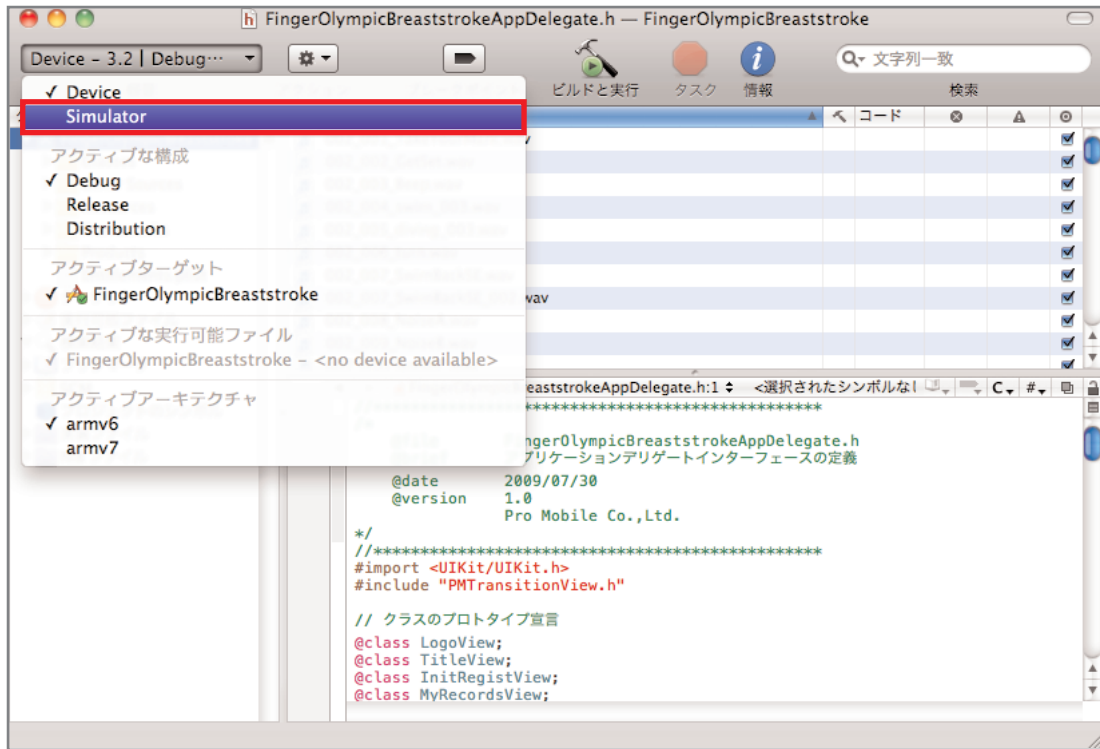 FingerOlympicBreaststrokeAppDelegate.h — FingerOlympicBreaststroke
Device - 3.2 | Debug…
文字列一致
ビルドと実行
タスク
情報
検索
✓ Device
Simulator
コード
アクティブな構成
✓ Debug
Release
Distribution
アクティブターゲット
✓ FingerOlympicBreaststroke
.wav
アクティブな実行可能ファイル
✓ FingerOlympicBreaststroke – <no device available>
アクティブアーキテクチャ
✓ armv6
armv7
eaststrokeAppDelegate.h:1
<選択されたシンボルな
C
#
//************************************************
ngerOlympicBreaststrokeAppDelegate.h
プリケーションデリゲートインターフェースの定義
@date 2009/07/30
@version 1.0
Pro Mobile Co.,Ltd.
*/
//************************************************
#import <UIKit/UIKit.h>
#include "PMTransitionView.h"
// クラスのプロトタイプ宣言
@class LogoView;
@class TitleView;
@class InitRegistView;
@class MyRecordsView;